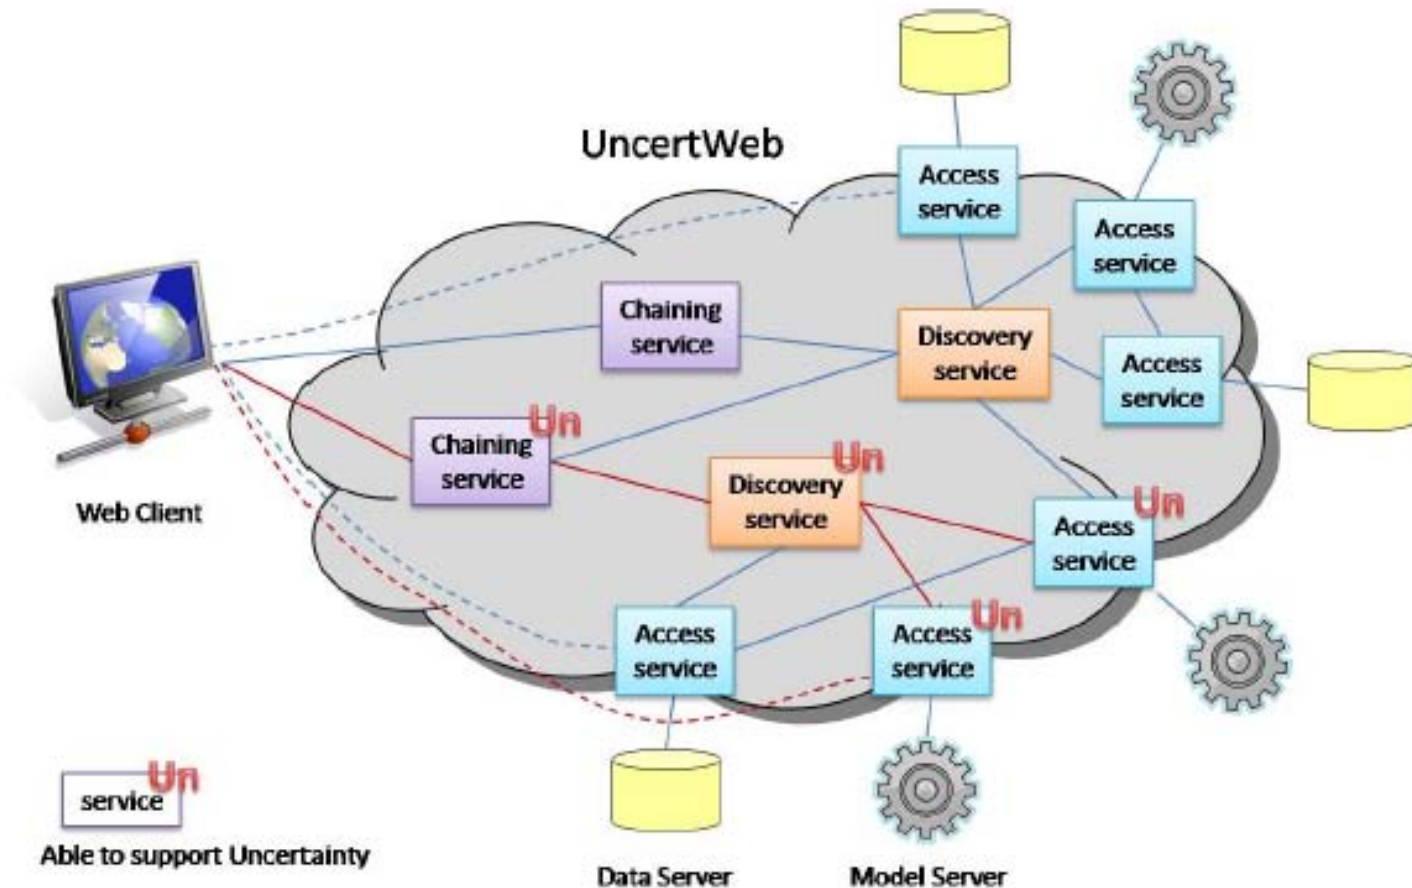 UncertWeb
Access
service
Access
service
Chaining
service
Discovery
service
Access
service
Chaining
service
Un
Discovery
service
Un
Web Client
Access
service
Un
Access
service
Access
service
Un
service
Un
Able to support Uncertainty
Data Server
Model Server